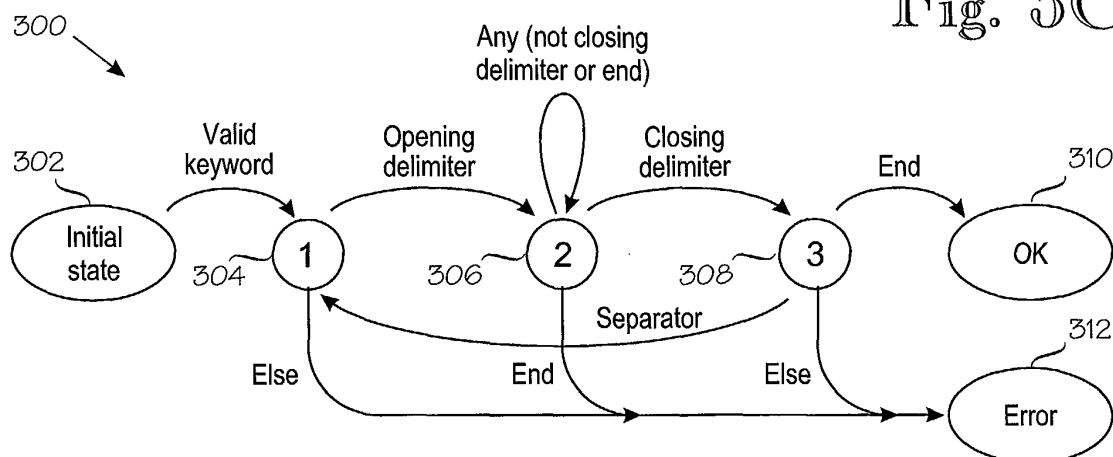 300
Fig. 3C
Any (not closing
delimiter or end)
Valid
keyword
Opening
delimiter
Closing
delimiter
End
302
310
Initial
state
304
1
306
2
308
3
OK
Separator
312
Else
End
Else
Error